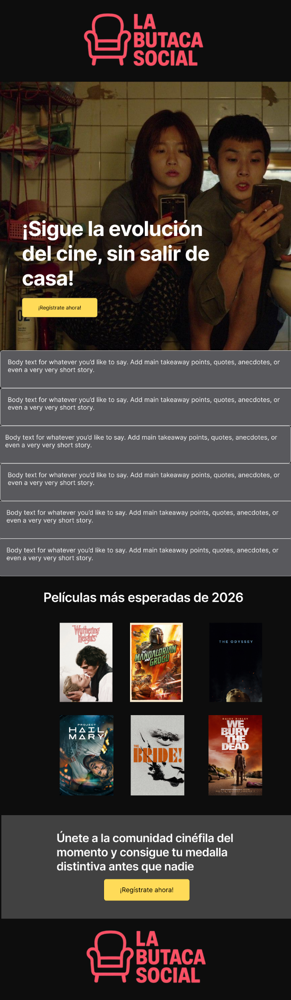 LA
BUTACA
SOCIAL
¡Sigue la evolución
del cine, sin salir de
casa!
¡Regístrate ahora!
02
Body text for whatever you’d like to say. Add main takeaway points, quotes, anecdotes, or
even a very very short story.
Body text for whatever you’d like to say. Add main takeaway points, quotes, anecdotes, or
even a very very short story.
Body text for whatever you’d like to say. Add main takeaway points, quotes, anecdotes, or
even a very very short story.
Body text for whatever you’d like to say. Add main takeaway points, quotes, anecdotes, or
even a very very short story.
Body text for whatever you’d like to say. Add main takeaway points, quotes, anecdotes, or
even a very very short story.
Body text for whatever you’d like to say. Add main takeaway points, quotes, anecdotes, or
even a very very short story.
Películas más esperadas de 2026
"Wuthering
Heights"
THE
MANDALORIAN
AND GROGU
THE ODYSSEY
PROJECT
HAIL
MARY
THE
BRIDE!
DAISY RIDLEY
WE
BURY
THE
DEAD
Únete a la comunidad cinéfila del
momento y consigue tu medalla
distintiva antes que nadie
¡Regístrate ahora!
LA
BUTACA
SOCIAL